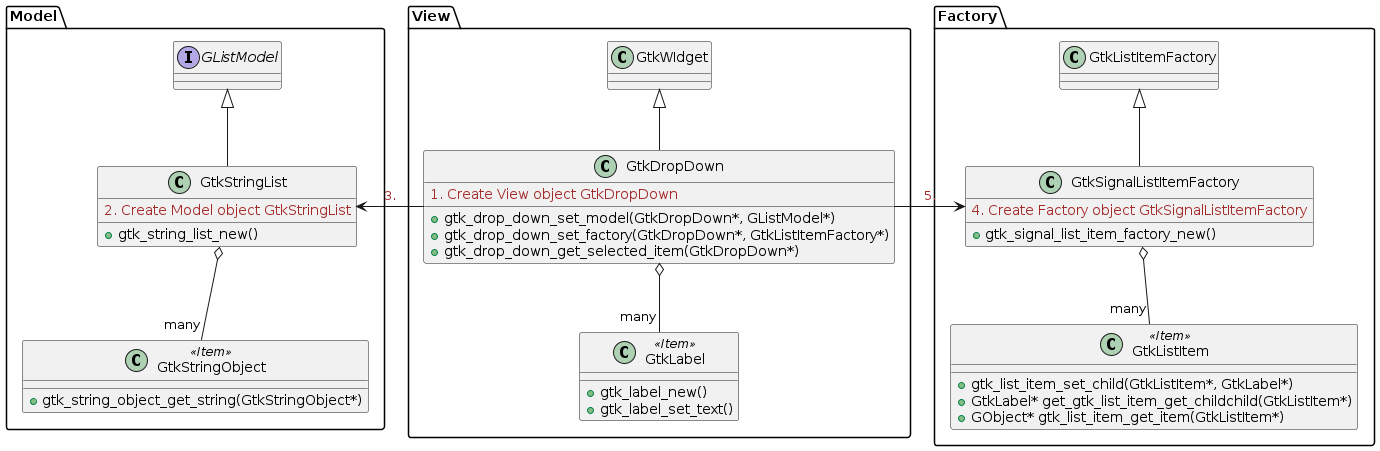 Model
I GListModel
C GtkStringList
2. Create Model object GtkStringList
gtk_string_list_new()
many
«Item»
C GtkStringObject
gtk_string_object_get_string(GtkStringObject*)
3.
View
C GtkWIdget
C GtkDropDown
1. Create View object GtkDropDown
gtk_drop_down_set_model(GtkDropDown*, GListModel*)
gtk_drop_down_set_factory(GtkDropDown*, GtkListItemFactory*)
gtk_drop_down_get_selected_item(GtkDropDown*)
many
«Item»
C GtkLabel
gtk_label_new()
gtk_label_set_text()
5.
Factory
C GtkListItemFactory
C GtkSignalListItemFactory
4. Create Factory object GtkSignalListItemFactory
gtk_signal_list_item_factory_new()
many
«Item»
C GtkListItem
gtk_list_item_set_child(GtkListItem*, GtkLabel*)
GtkLabel* get_gtk_list_item_get_childchild(GtkListItem*)
GObject* gtk_list_item_get_item(GtkListItem*)